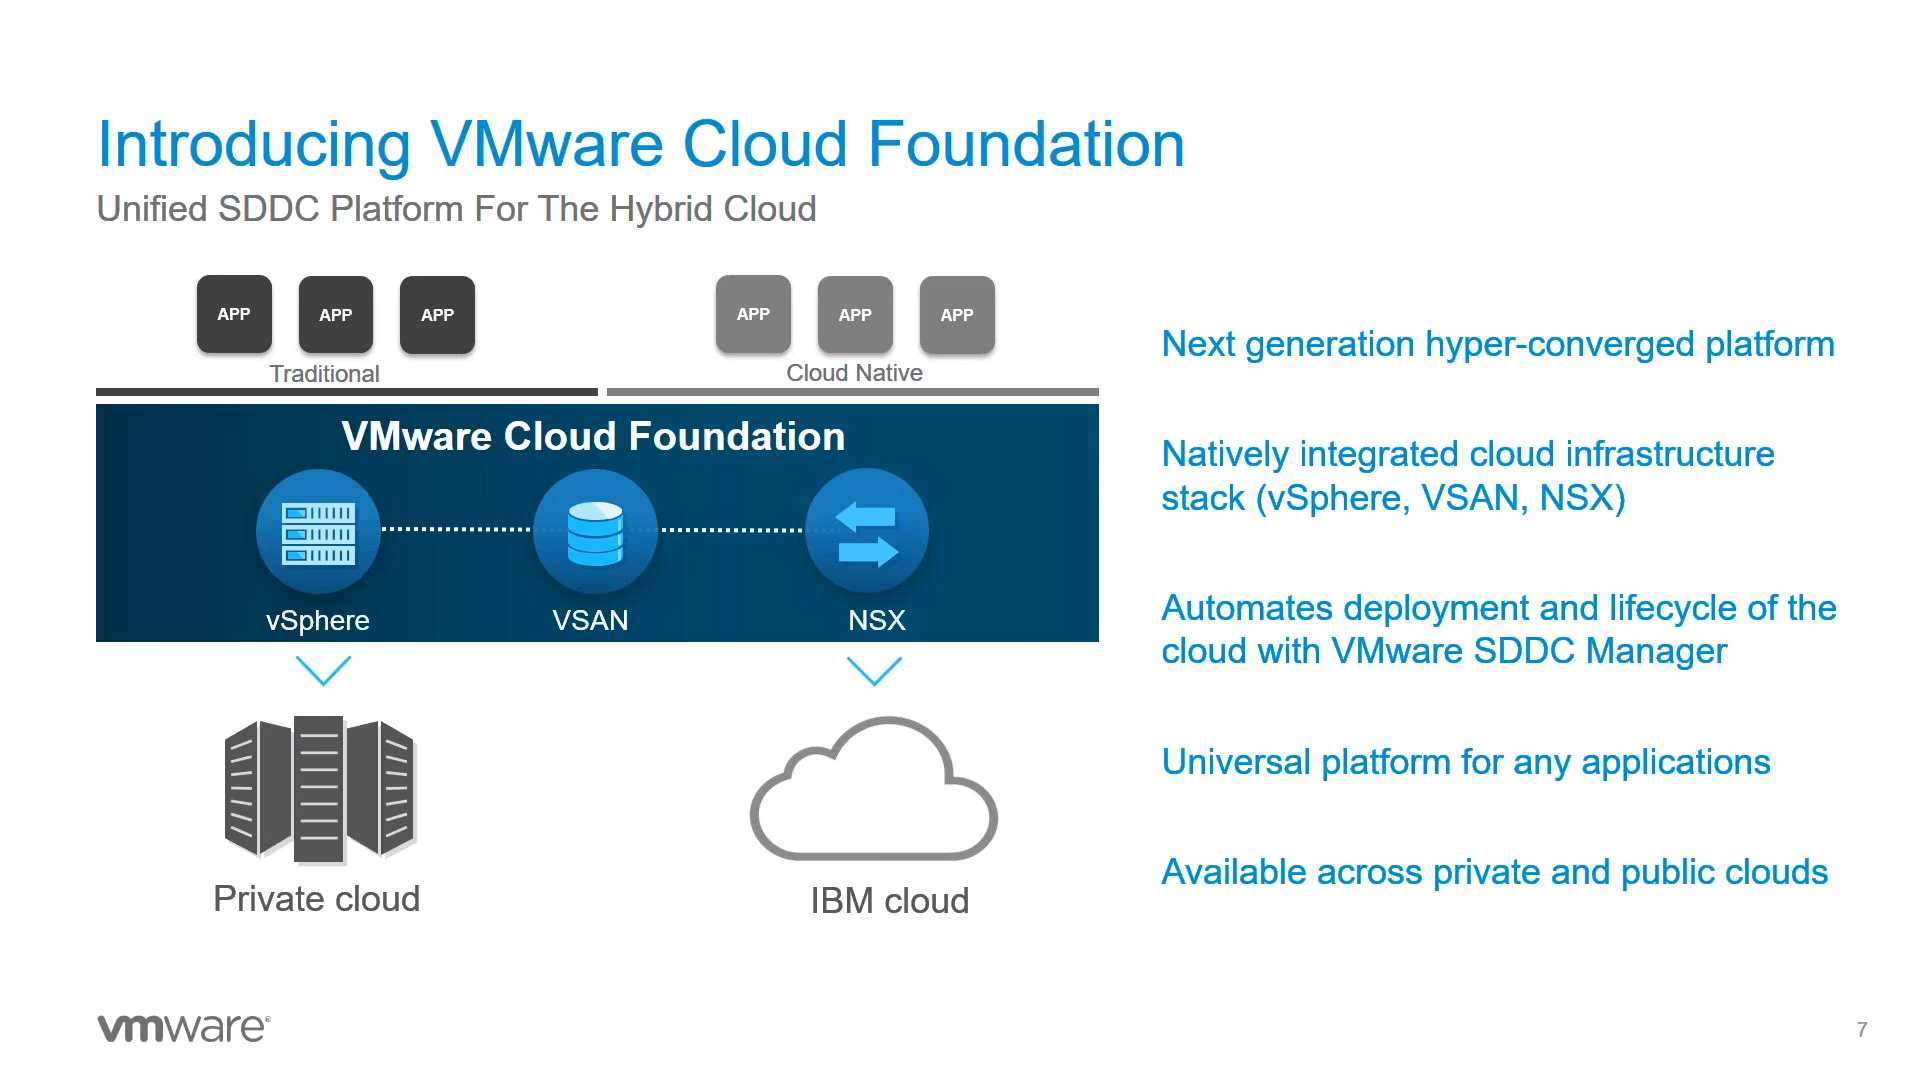 Introducing VMware Cloud Foundation
Unified SDDC Platform For The Hybrid Cloud
APP APP APP
Traditional
APP APP APP
Cloud Native
VMware Cloud Foundation
vSphere
VSAN
NSX
Private cloud
IBM cloud
Next generation hyper-converged platform
Natively integrated cloud infrastructure
stack (vSphere, VSAN, NSX)
Automates deployment and lifecycle of the
cloud with VMware SDDC Manager
Universal platform for any applications
Available across private and public clouds
vmware®
7